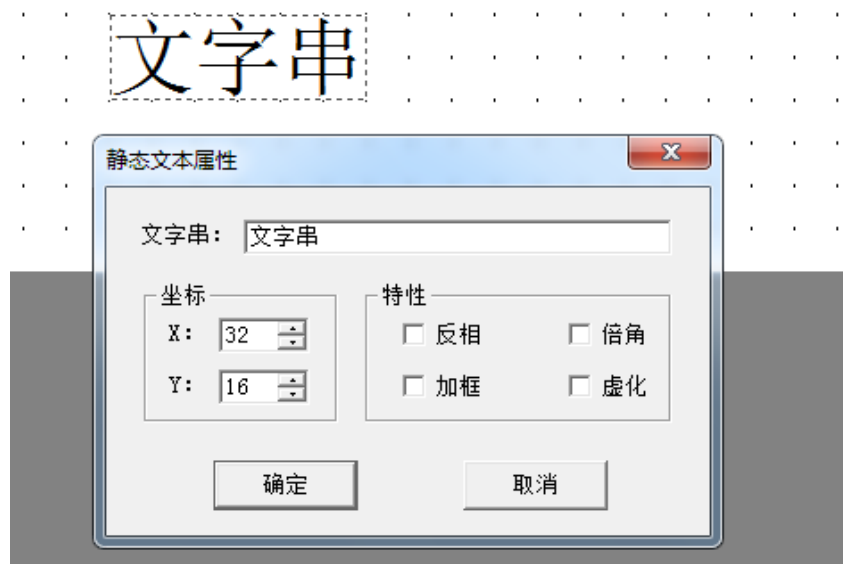 文字串
静态文本属性
文字串： 文字串
坐标 特性
X： 32 反相 倍角
Y： 16 加框 虚化
确定 取消